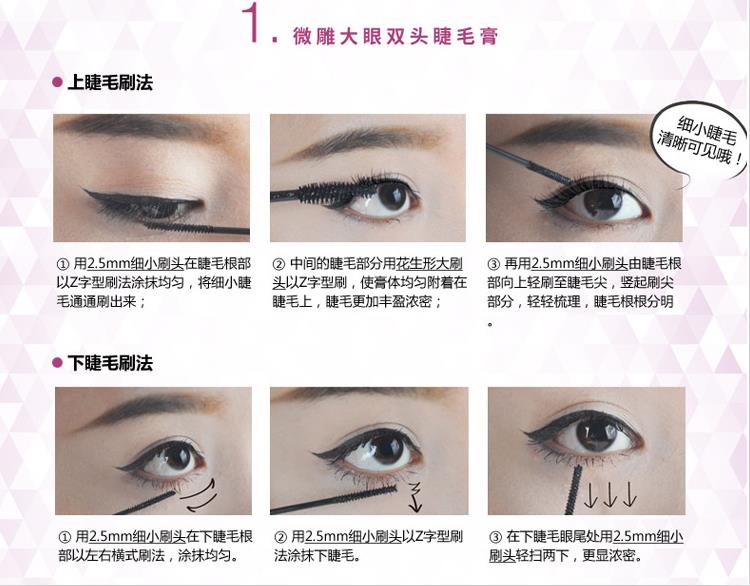 1. 微雕大眼双头睫毛膏
上睫毛刷法
细小睫毛
清晰可见哦！
① 用2.5mm细小刷头在睫毛根部
以Z字型刷法涂抹均匀，将细小睫
毛通通刷出来；
② 中间的睫毛部分用花生形大刷
头以Z字型刷，使膏体均匀附着在
睫毛上，睫毛更加丰盈浓密；
③ 再用2.5mm细小刷头由睫毛根
部向上轻刷至睫毛尖，竖起刷尖
部分，轻轻梳理，睫毛根根分明
。
下睫毛刷法
① 用2.5mm细小刷头在下睫毛根
部以左右横式刷法，涂抹均匀。
② 用2.5mm细小刷头以Z字型刷
法涂抹下睫毛。
③ 在下睫毛眼尾处用2.5mm细小
刷头轻扫两下，更显浓密。